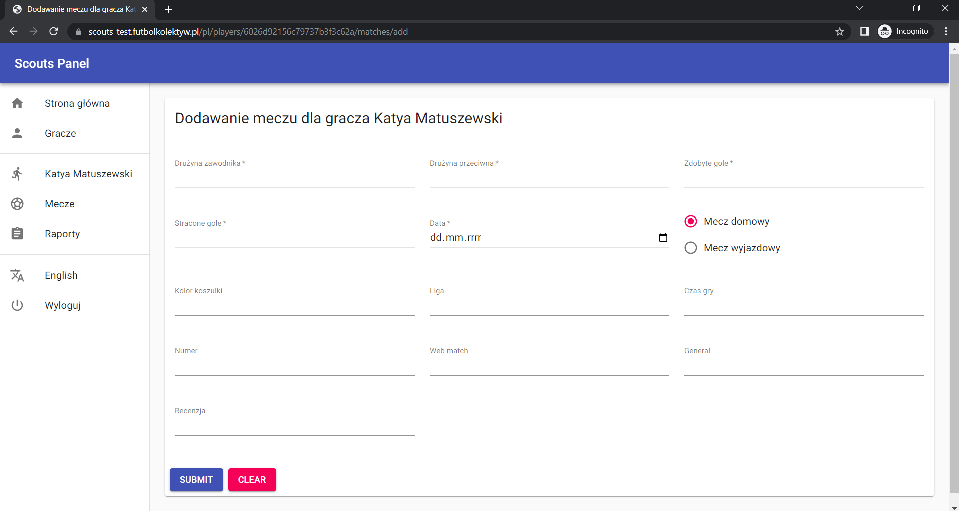 Dodawanie meczu dla gracza Kat
scouts-test.futbolkolektyw.pl/pl/players/6026d92156c79737b3f3c62a/matches/add
Incognito
Scouts Panel
Strona główna
Gracze
Katya Matuszewski
Mecze
Raporty
English
Wyloguj
Dodawanie meczu dla gracza Katya Matuszewski
Drużyna zawodnika *
Drużyna przeciwna *
Zdobyte gole *
Stracone gole *
Data *
dd.mm.rrrr
Mecz domowy
Mecz wyjazdowy
Kolor koszulki
Liga
Czas gry
Numer
Web match
General
Recenzja
SUBMIT
CLEAR